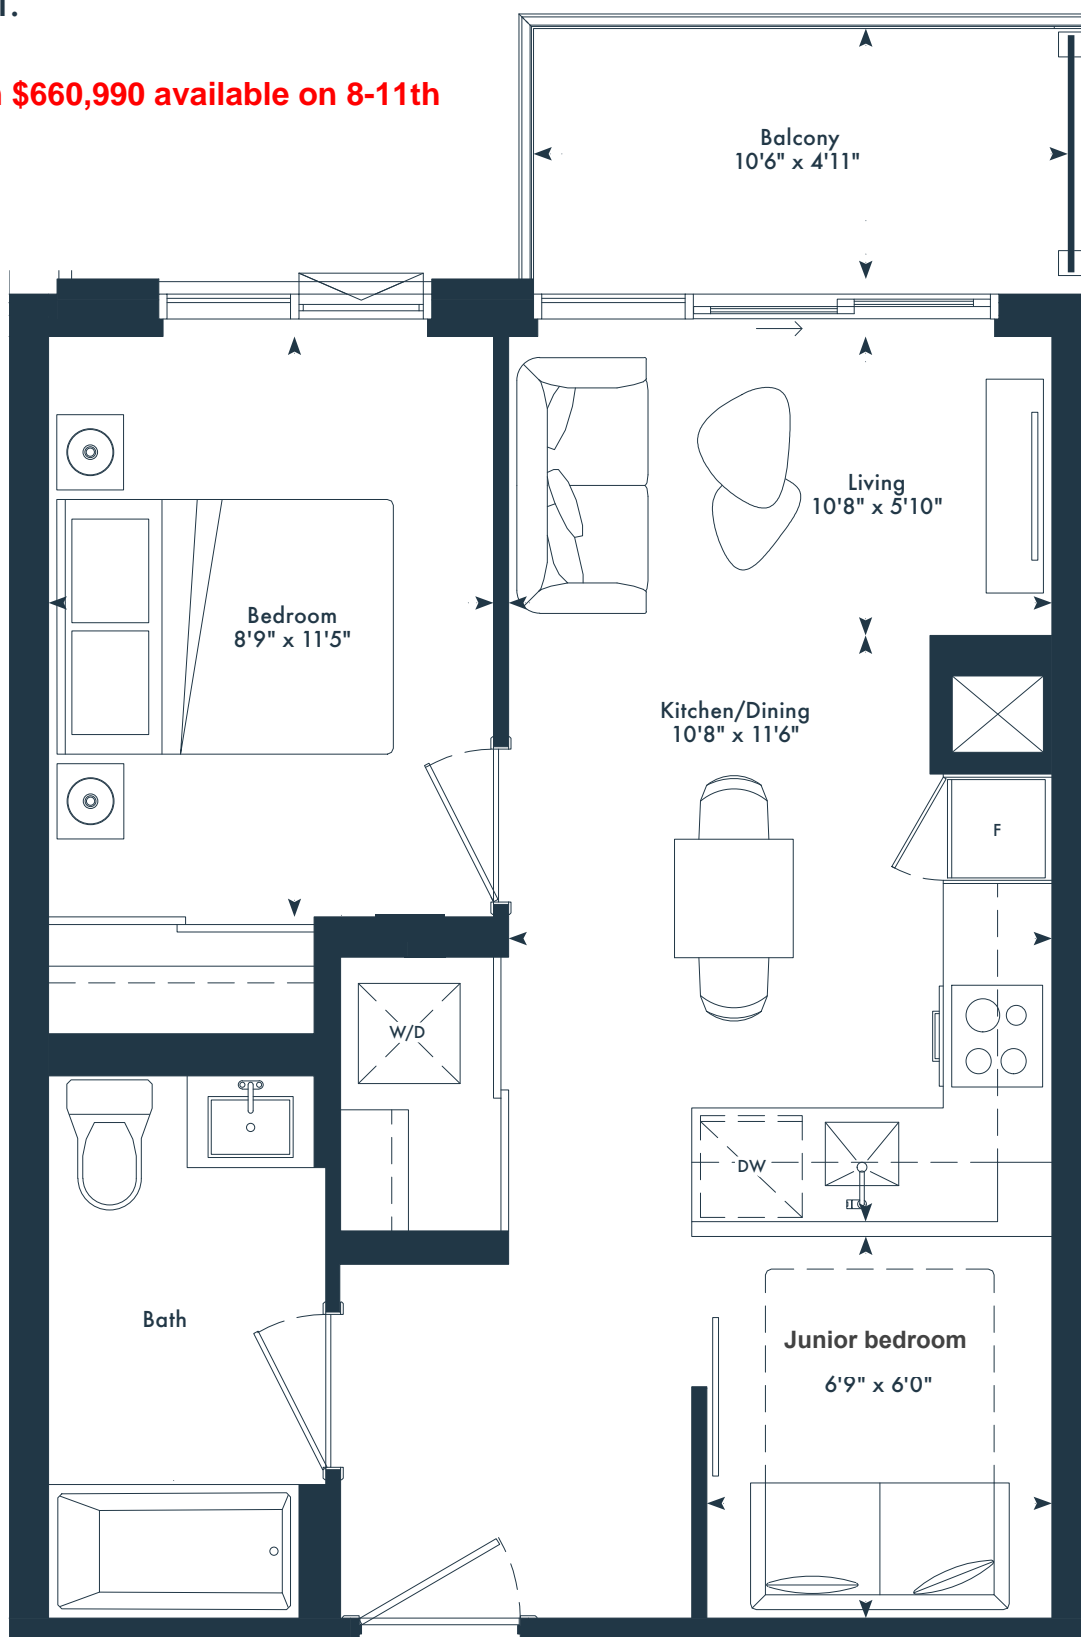 $660,990 available on 8-11th
Balcony
10'6" x 4'11"
Living
10'8" x 5'10"
Bedroom
8'9" x 11'5"
Kitchen/Dining
10'8" x 11'6"
F
W/D
DW
Bath
Junior bedroom
6'9" x 6'0"